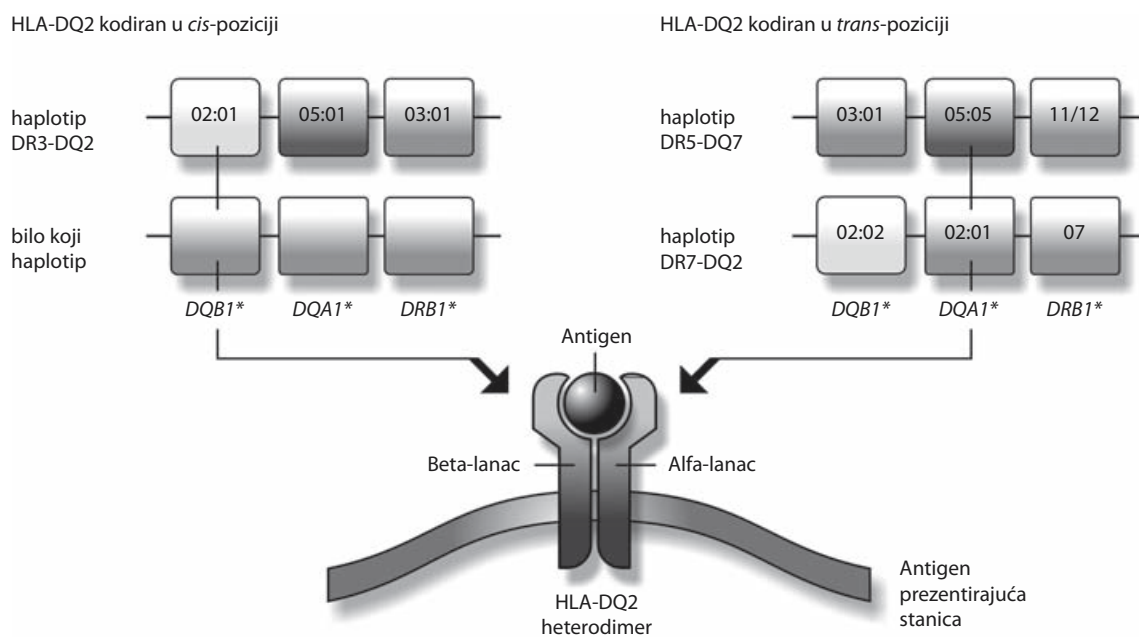 HLA-DQ2 kodiran u cis-poziciji
haplotip
DR3-DQ2
02:01 05:01 03:01
bilo koji
haplotip
DQB1* DQA1* DRB1*
HLA-DQ2 kodiran u trans-poziciji
haplotip
DR5-DQ7
03:01 05:05 11/12
haplotip
DR7-DQ2
02:02 02:01 07
DQB1* DQA1* DRB1*
Antigen
Beta-lanac
Alfa-lanac
HLA-DQ2
heterodimer
Antigen
prezentirajuća
stanica